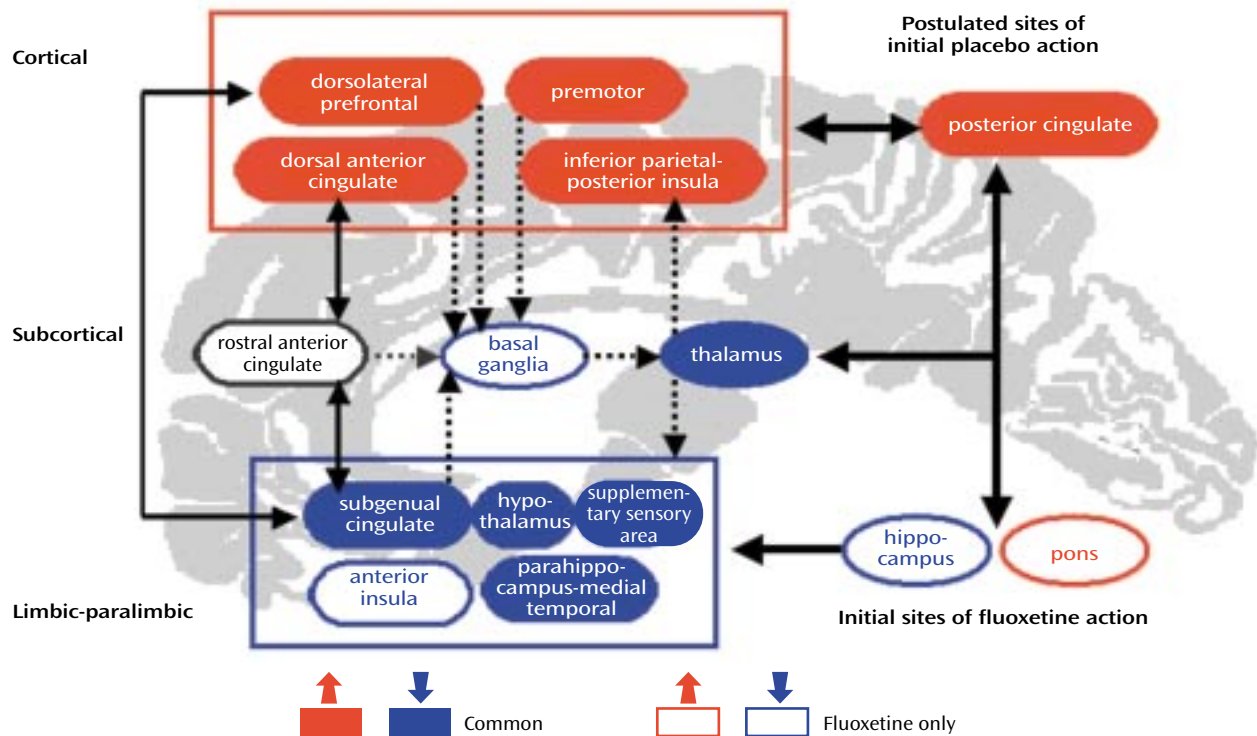 Cortical
Postulated sites of
initial placebo action
dorsolateral
prefrontal
premotor
posterior cingulate
dorsal anterior
cingulate
inferior parietal-
posterior insula
Subcortical
rostral anterior
cingulate
basal
ganglia
thalamus
subgenual
cingulate
hypo-
thalamus
supplemen-
tary sensory
area
hippo-
campus
pons
anterior
insula
parahippo-
campus-medial
temporal
Limbic-paralimbic
Initial sites of fluoxetine action
Common
Fluoxetine only